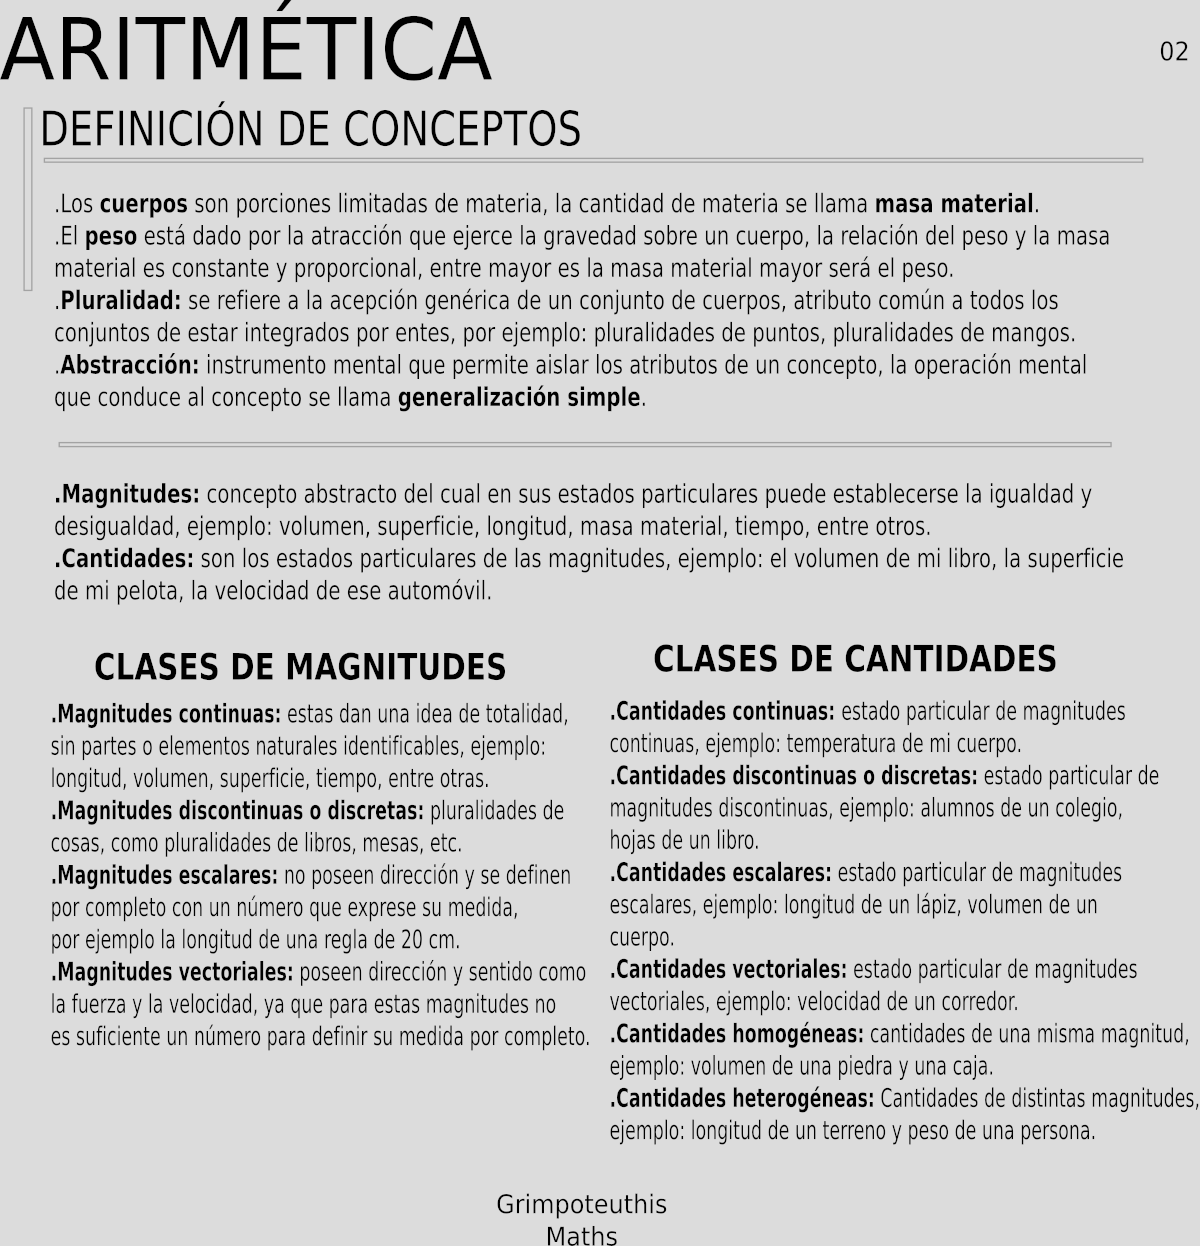 ARITMÉTICA
02
DEFINICIÓN DE CONCEPTOS
.Los cuerpos son porciones limitadas de materia, la cantidad de materia se llama masa material.
.El peso está dado por la atracción que ejerce la gravedad sobre un cuerpo, la relación del peso y la masa
material es constante y proporcional, entre mayor es la masa material mayor será el peso.
.Pluralidad: se refiere a la acepción genérica de un conjunto de cuerpos, atributo común a todos los
conjuntos de estar integrados por entes, por ejemplo: pluralidades de puntos, pluralidades de mangos.
.Abstracción: instrumento mental que permite aislar los atributos de un concepto, la operación mental
que conduce al concepto se llama generalización simple.
.Magnitudes: concepto abstracto del cual en sus estados particulares puede establecerse la igualdad y
desigualdad, ejemplo: volumen, superficie, longitud, masa material, tiempo, entre otros.
.Cantidades: son los estados particulares de las magnitudes, ejemplo: el volumen de mi libro, la superficie
de mi pelota, la velocidad de ese automóvil.
CLASES DE MAGNITUDES
.Magnitudes continuas: estas dan una idea de totalidad,
sin partes o elementos naturales identificables, ejemplo:
longitud, volumen, superficie, tiempo, entre otras.
.Magnitudes discontinuas o discretas: pluralidades de
cosas, como pluralidades de libros, mesas, etc.
.Magnitudes escalares: no poseen dirección y se definen
por completo con un número que exprese su medida,
por ejemplo la longitud de una regla de 20 cm.
.Magnitudes vectoriales: poseen dirección y sentido como
la fuerza y la velocidad, ya que para estas magnitudes no
es suficiente un número para definir su medida por completo.
CLASES DE CANTIDADES
.Cantidades continuas: estado particular de magnitudes
continuas, ejemplo: temperatura de mi cuerpo.
.Cantidades discontinuas o discretas: estado particular de
magnitudes discontinuas, ejemplo: alumnos de un colegio,
hojas de un libro.
.Cantidades escalares: estado particular de magnitudes
escalares, ejemplo: longitud de un lápiz, volumen de un
cuerpo.
.Cantidades vectoriales: estado particular de magnitudes
vectoriales, ejemplo: velocidad de un corredor.
.Cantidades homogéneas: cantidades de una misma magnitud,
ejemplo: volumen de una piedra y una caja.
.Cantidades heterogéneas: Cantidades de distintas magnitudes,
ejemplo: longitud de un terreno y peso de una persona.
Grimpoteuthis
Maths